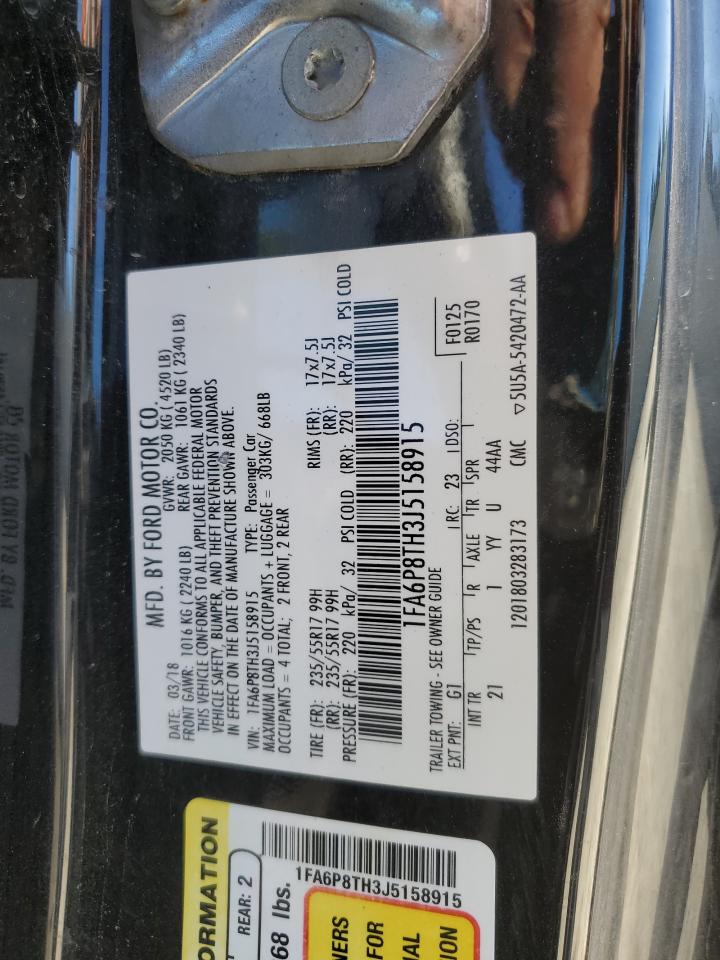 MFD. BY FORD MOTOR CO.
DATE: 03/18 GVWR: 2050 KG ( 4520 LB)
FRONT GAWR: 1016 KG ( 2240 LB) REAR GAWR: 1061 KG ( 2340 LB)
THIS VEHICLE CONFORMS TO ALL APPLICABLE FEDERAL MOTOR
VEHICLE SAFETY, BUMPER, AND THEFT PREVENTION STANDARDS
IN EFFECT ON THE DATE OF MANUFACTURE SHOWN ABOVE.
VIN: 1FA6P8TH3J5158915 TYPE: Passenger Car
MAXIMUM LOAD = OCCUPANTS + LUGGAGE = 303KG/ 668LB
OCCUPANTS = 4 TOTAL; 2 FRONT, 2 REAR
TIRE (FR): 235/55R17 99H RIMS (FR): 17x7.5J
(RR): 235/55R17 99H (RR): 17x7.5J
PRESSURE (FR): 220 kPa/ 32 PSI COLD (RR): 220 kPa/ 32 PSI COLD
1FA6P8TH3J5158915
TRAILER TOWING - SEE OWNER GUIDE F0125
EXT PNT: G1 RC: 23 DSO: R0170
INT TR TP/PS R AXLE TR SPR
21 1 YY U 44AA
1201803283173 CMC ▽5U5A-5420472-AA
ORMATION
REAR: 2
68 lbs.
1FA6P8TH3J5158915
NERS
FOR
NAL
ION